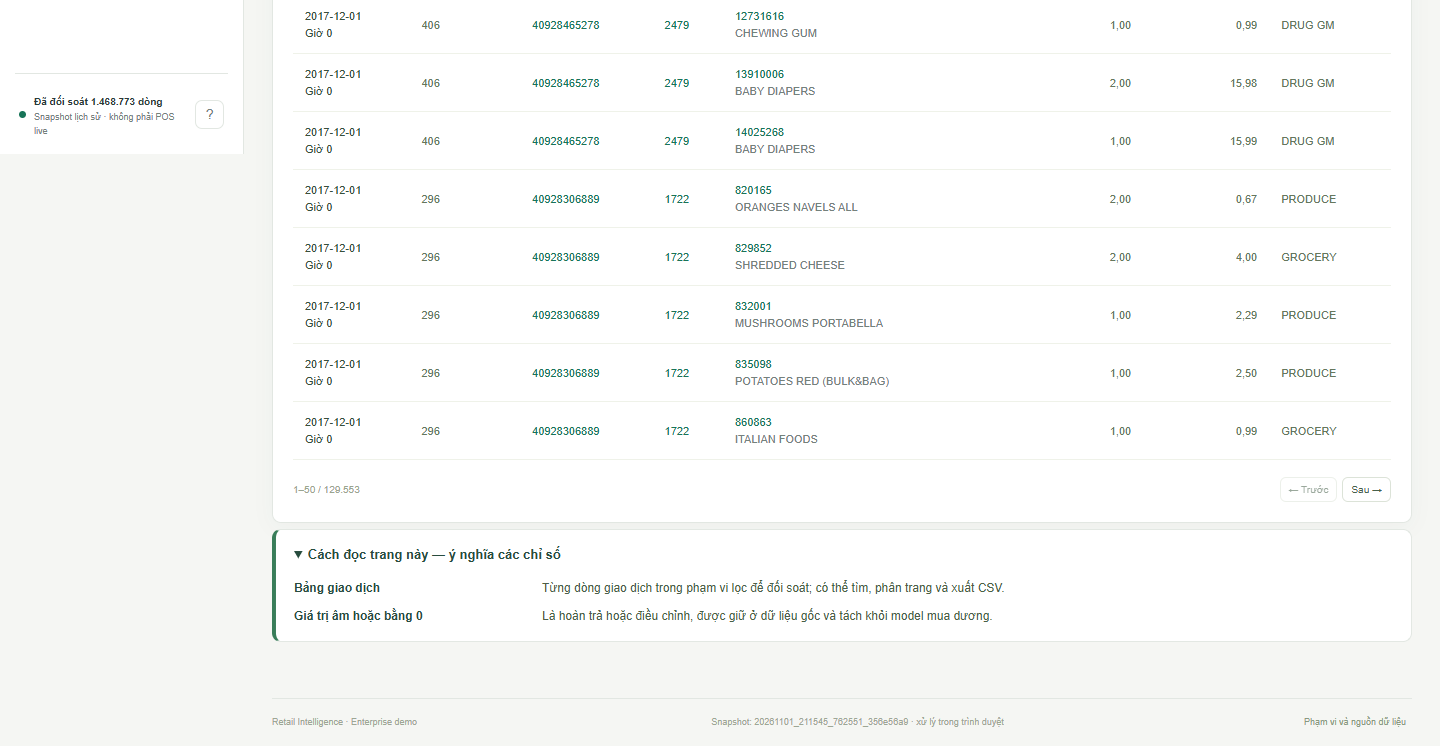 2017-12-01
Giờ 0
406
40928465278
2479
12731616
CHEWING GUM
1,00
0,99
DRUG GM
2017-12-01
Giờ 0
406
40928465278
2479
13910006
BABY DIAPERS
2,00
15,98
DRUG GM
2017-12-01
Giờ 0
406
40928465278
2479
14025268
BABY DIAPERS
1,00
15,99
DRUG GM
2017-12-01
Giờ 0
296
40928306889
1722
820165
ORANGES NAVELS ALL
2,00
0,67
PRODUCE
2017-12-01
Giờ 0
296
40928306889
1722
829852
SHREDDED CHEESE
2,00
4,00
GROCERY
2017-12-01
Giờ 0
296
40928306889
1722
832001
MUSHROOMS PORTABELLA
1,00
2,29
PRODUCE
2017-12-01
Giờ 0
296
40928306889
1722
835098
POTATOES RED (BULK&BAG)
1,00
2,50
PRODUCE
2017-12-01
Giờ 0
296
40928306889
1722
860863
ITALIAN FOODS
1,00
0,99
GROCERY
1–50 / 129.553
← Trước
Sau →
Đã đối soát 1.468.773 dòng
Snapshot lịch sử · không phải POS
live
?
▼ Cách đọc trang này — ý nghĩa các chỉ số
Bảng giao dịch
Từng dòng giao dịch trong phạm vi lọc để đối soát; có thể tìm, phân trang và xuất CSV.
Giá trị âm hoặc bằng 0
Là hoàn trả hoặc điều chỉnh, được giữ ở dữ liệu gốc và tách khỏi model mua dương.
Retail Intelligence · Enterprise demo
Snapshot: 20261101_211545_762551_356e56a9 · xử lý trong trình duyệt
Phạm vi và nguồn dữ liệu